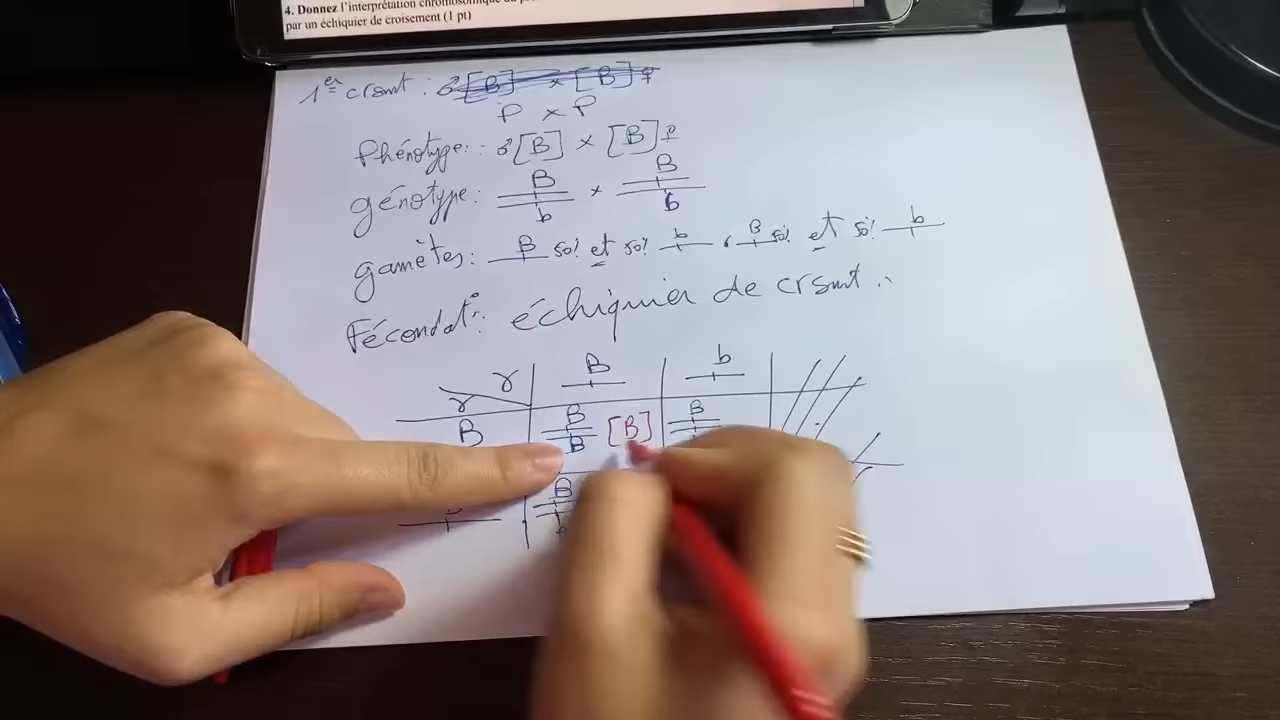 4. Donnez l'interprétation chromosomique du
par un échiquier de croisement (1 pt)
1er crsmt : ♂ [B] × [B] ♀
P × P
Phénotype : ♂ [B] × [B] ♀
génotype : B/b × B/b
gamètes : B 50% et 50% b , B 50% et 50% b
Fécondat° : échiquier de crsmt :
γ B b
γ
B B/B [B] B
B